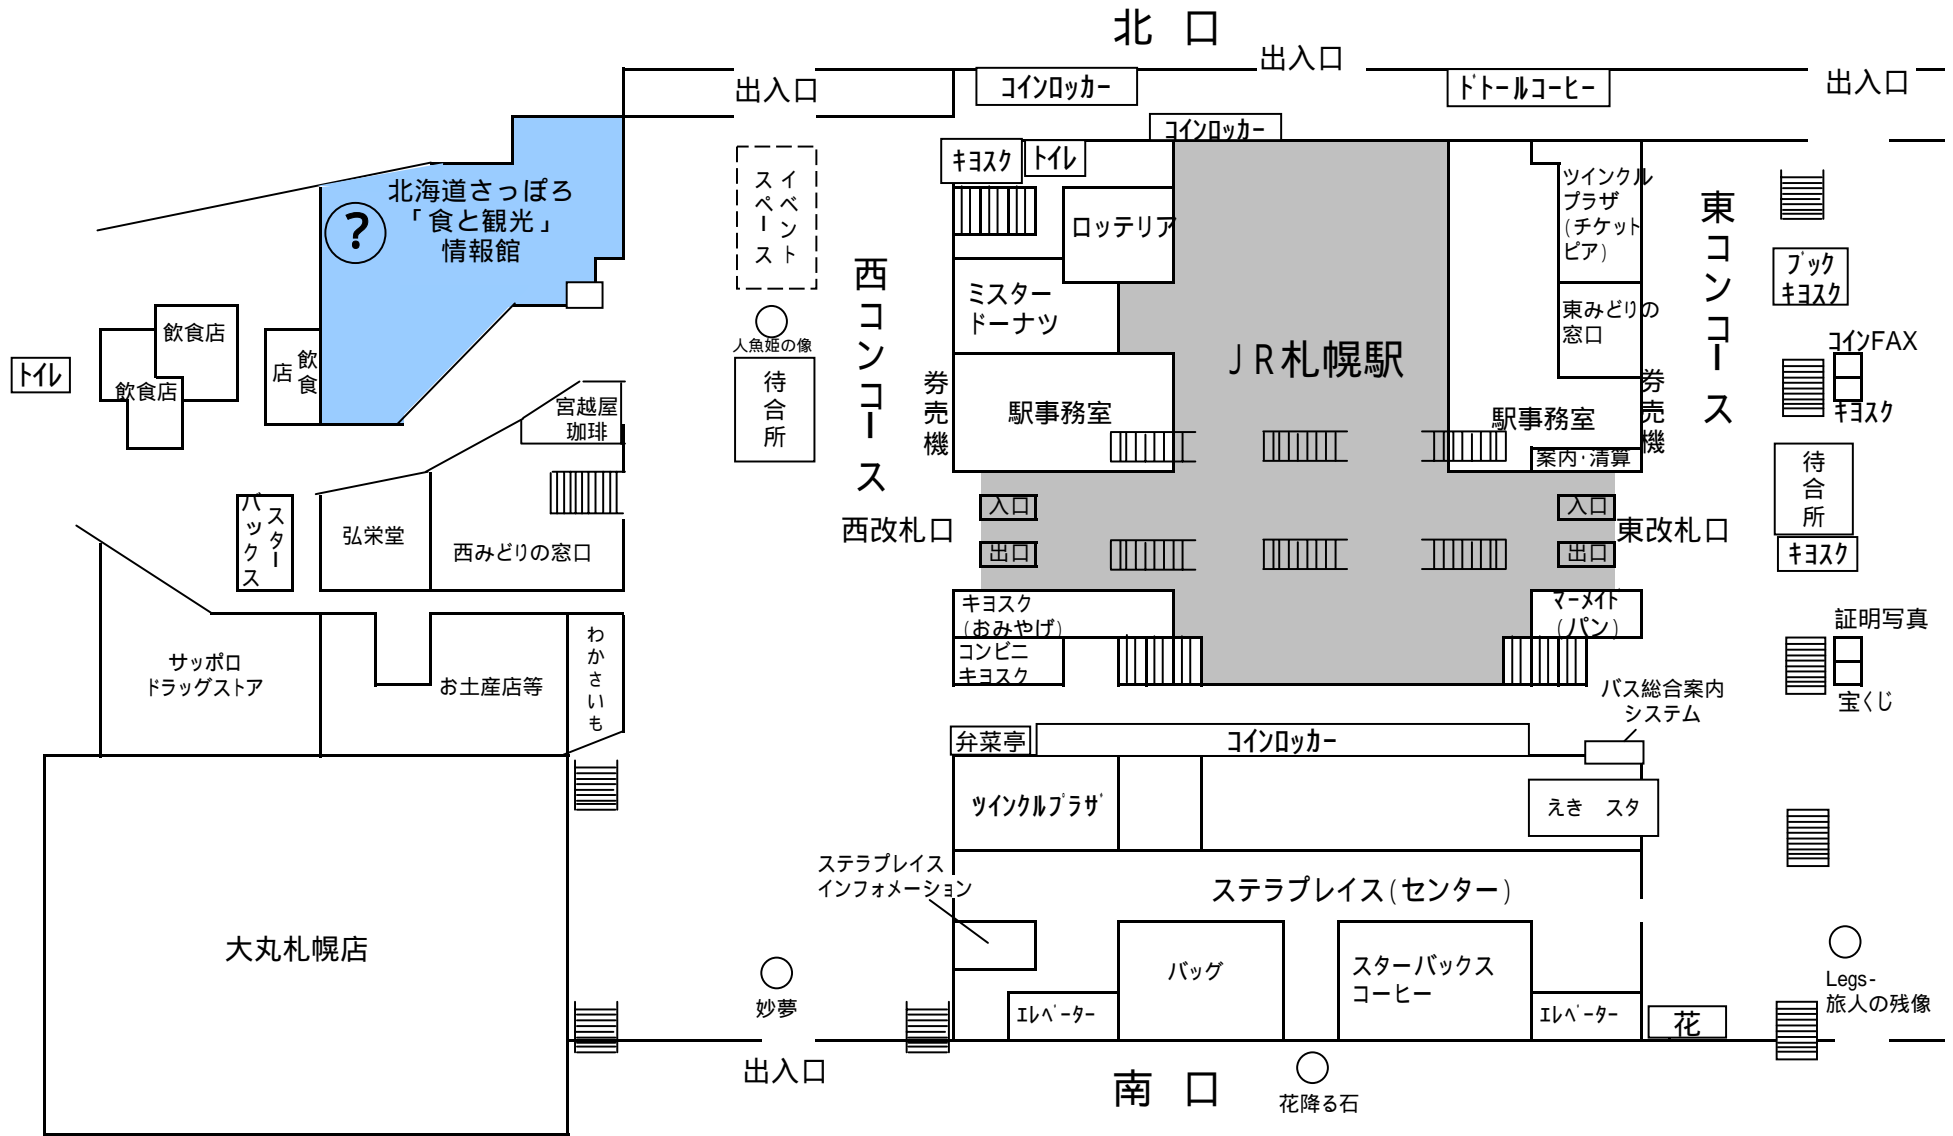 北口
出入口
出入口
出入口
コインロッカー
ドトールコーヒー
コインロッカー
キヨスク
トイレ
イベント
スペース
北海道さっぽろ
「食と観光」
情報館
?
ロッテリア
ツインクル
プラザ
(チケット
ピア)
東コンコース
ブック
キヨスク
西コンコース
ミスター
ドーナツ
東みどりの
窓口
人魚姫の像
飲食店
飲食店
飲食
店
トイレ
待合所
券売機
JR札幌駅
駅事務室
駅事務室
券売機
コインFAX
キヨスク
宮越屋
珈琲
案内・清算
待合所
キヨスク
スター
バックス
弘栄堂
西みどりの窓口
西改札口
入口
出口
入口
出口
東改札口
キヨスク
(おみやげ)
コンビニ
キヨスク
マーメイド
(パン)
証明写真
宝くじ
サッポロ
ドラッグストア
お土産店等
わかさいも
バス総合案内
システム
弁菜亭
コインロッカー
ツインクルプラザ
えき スタ
ステラプレイス
インフォメーション
ステラプレイス(センター)
大丸札幌店
妙夢
エレベーター
バッグ
スターバックス
コーヒー
エレベーター
花
Legs-
旅人の残像
出入口
南口
花降る石